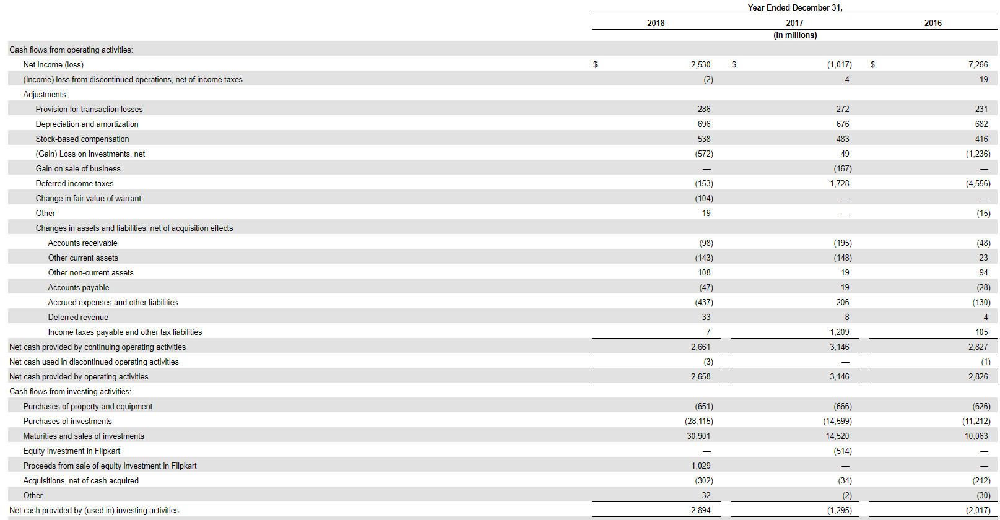 Year Ended December 31,
2018 2017 2016
(In millions)
Cash flows from operating activities:
Net income (loss) $ 2,530 $ (1,017) $ 7,266
(Income) loss from discontinued operations, net of income taxes (2) 4 19
Adjustments:
Provision for transaction losses 286 272 231
Depreciation and amortization 696 676 682
Stock-based compensation 538 483 416
(Gain) Loss on investments, net (572) 49 (1,236)
Gain on sale of business — (167) —
Deferred income taxes (153) 1,728 (4,556)
Change in fair value of warrant (104) — —
Other 19 — (15)
Changes in assets and liabilities, net of acquisition effects
Accounts receivable (98) (195) (48)
Other current assets (143) (148) 23
Other non-current assets 108 19 94
Accounts payable (47) 19 (28)
Accrued expenses and other liabilities (437) 206 (130)
Deferred revenue 33 8 4
Income taxes payable and other tax liabilities 7 1,209 105
Net cash provided by continuing operating activities 2,661 3,146 2,827
Net cash used in discontinued operating activities (3) — (1)
Net cash provided by operating activities 2,658 3,146 2,826
Cash flows from investing activities:
Purchases of property and equipment (651) (666) (626)
Purchases of investments (28,115) (14,599) (11,212)
Maturities and sales of investments 30,901 14,520 10,063
Equity investment in Flipkart — (514) —
Proceeds from sale of equity investment in Flipkart 1,029 — —
Acquisitions, net of cash acquired (302) (34) (212)
Other 32 (2) (30)
Net cash provided by (used in) investing activities 2,894 (1,295) (2,017)